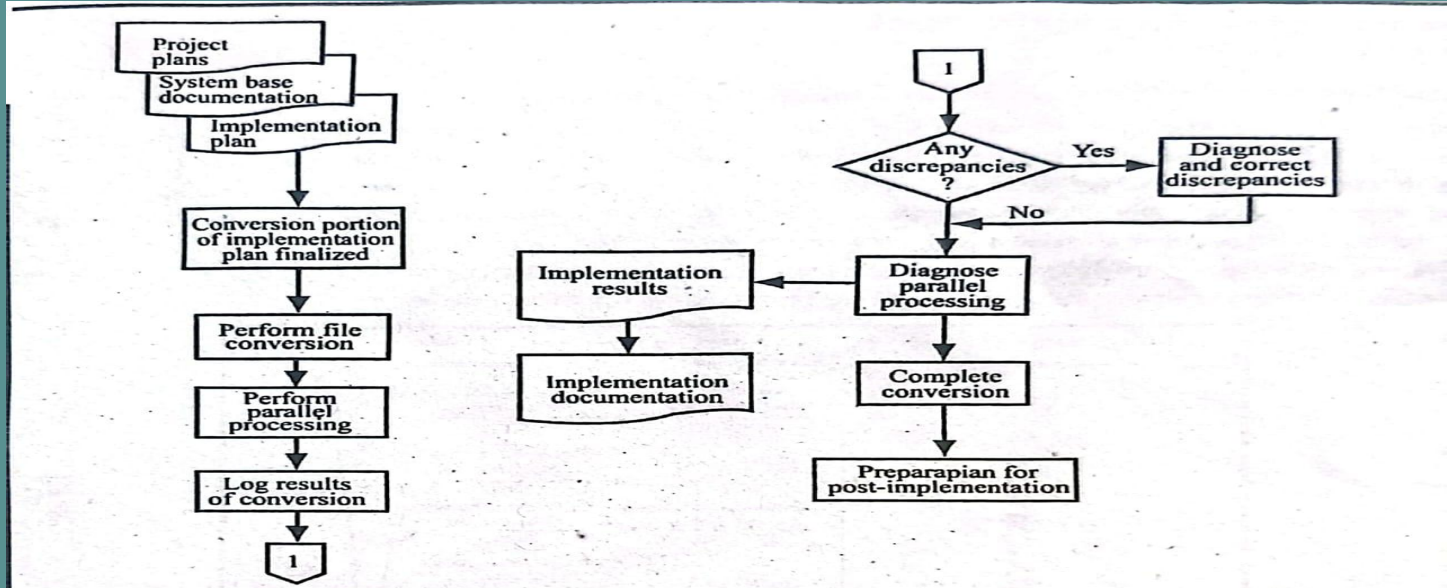 Project
plans
System base
documentation
Implementation
plan
Conversion portion
of implementation
plan finalized
Perform file
conversion
Perform
parallel
processing
Log results
of conversion
1
1
Any
discrepancies
?
Yes
Diagnose
and correct
discrepancies
No
Diagnose
parallel
processing
Implementation
results
Implementation
documentation
Complete
conversion
Preparapian for
post-implementation